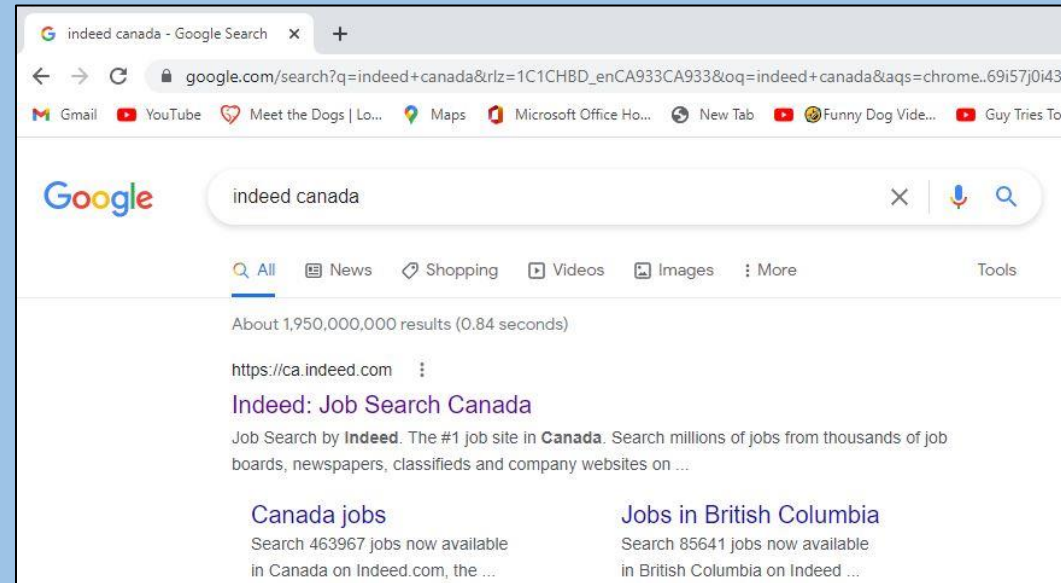 indeed canada - Google Search
google.com/search?q=indeed+canada&rlz=1C1CHBD_enCA933CA933&oq=indeed+canada&aqs=chrome..69i57j0i43
Gmail YouTube Meet the Dogs | Lo... Maps Microsoft Office Ho... New Tab 🤣Funny Dog Vide... Guy Tries To
Google indeed canada
All News Shopping Videos Images More Tools
About 1,950,000,000 results (0.84 seconds)
https://ca.indeed.com
Indeed: Job Search Canada
Job Search by Indeed. The #1 job site in Canada. Search millions of jobs from thousands of job
boards, newspapers, classifieds and company websites on ...
Canada jobs
Search 463967 jobs now available
in Canada on Indeed.com, the ...
Jobs in British Columbia
Search 85641 jobs now available
in British Columbia on Indeed ...